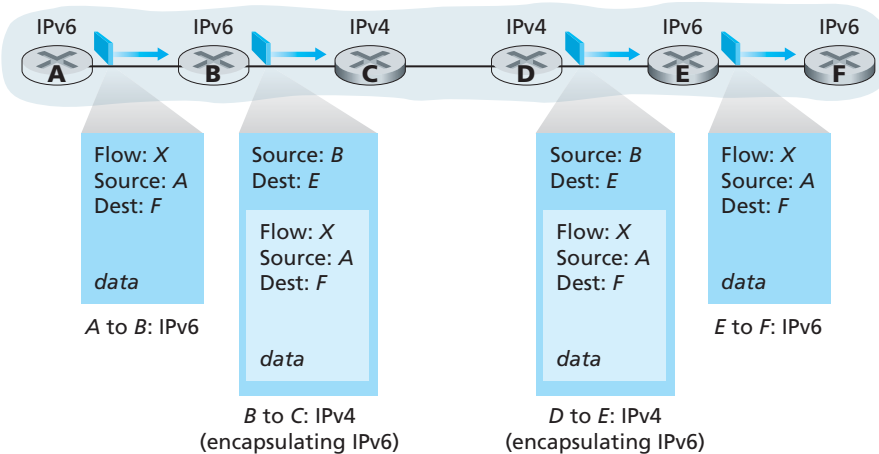 IPv6 IPv6 IPv4 IPv4 IPv6 IPv6
A B C D E F
Flow: X
Source: A
Dest: F
data
A to B: IPv6
Source: B
Dest: E
Flow: X
Source: A
Dest: F
data
B to C: IPv4
(encapsulating IPv6)
Source: B
Dest: E
Flow: X
Source: A
Dest: F
data
D to E: IPv4
(encapsulating IPv6)
Flow: X
Source: A
Dest: F
data
E to F: IPv6